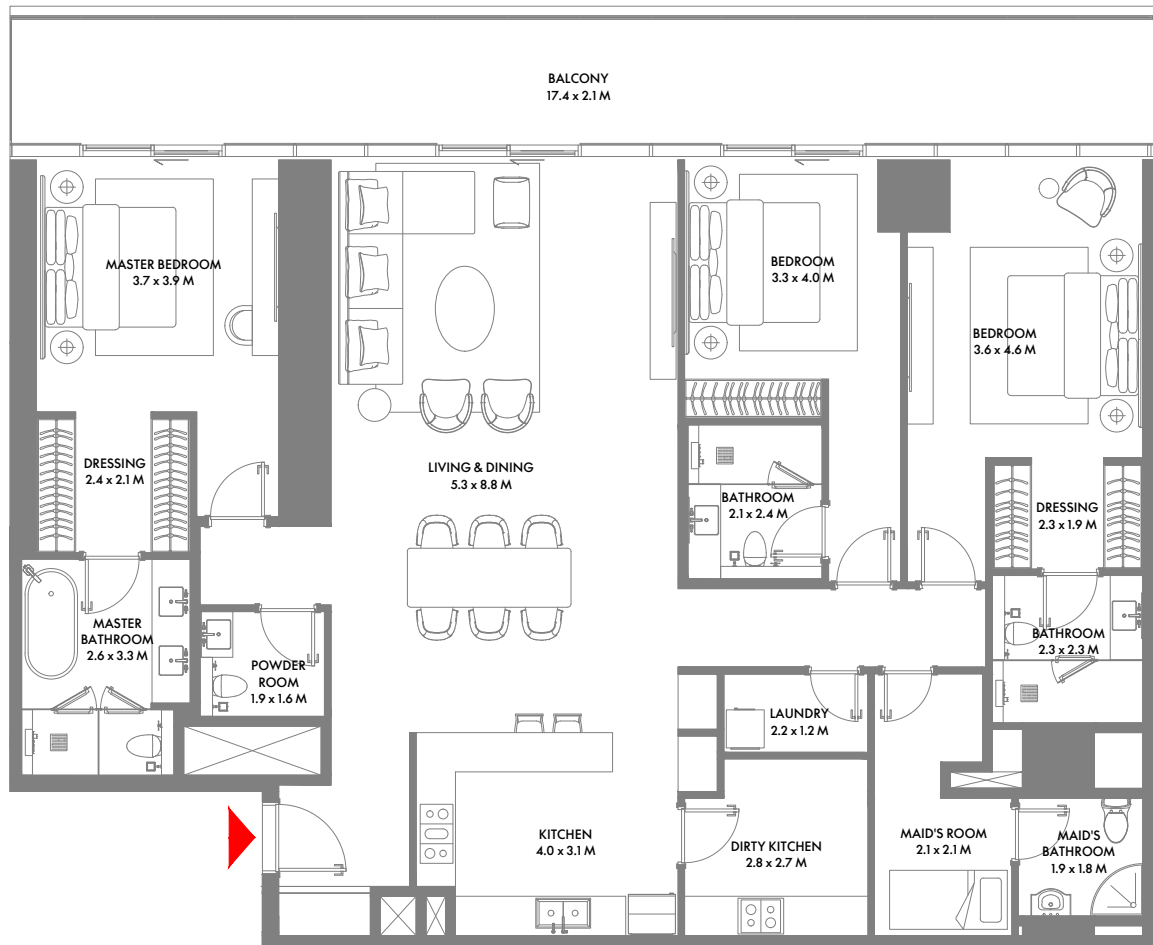 BALCONY
17.4 x 2.1 M
MASTER BEDROOM
3.7 x 3.9 M
BEDROOM
3.3 x 4.0 M
BEDROOM
3.6 x 4.6 M
DRESSING
2.4 x 2.1 M
LIVING & DINING
5.3 x 8.8 M
BATHROOM
2.1 x 2.4 M
DRESSING
2.3 x 1.9 M
MASTER
BATHROOM
2.6 x 3.3 M
POWDER
ROOM
1.9 x 1.6 M
BATHROOM
2.3 x 2.3 M
LAUNDRY
2.2 x 1.2 M
KITCHEN
4.0 x 3.1 M
DIRTY KITCHEN
2.8 x 2.7 M
MAID'S ROOM
2.1 x 2.1 M
MAID'S
BATHROOM
1.9 x 1.8 M